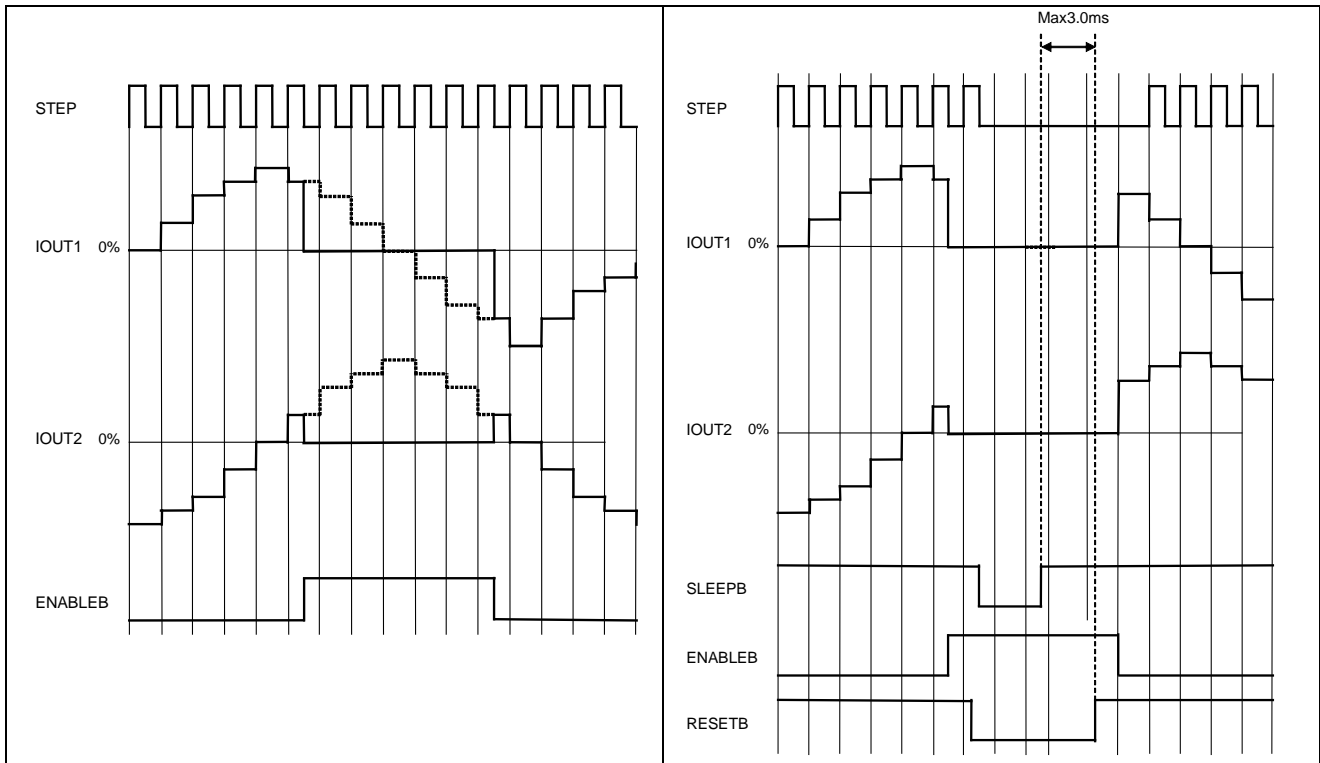 STEP
IOUT1 0%
IOUT2 0%
ENABLEB
Max3.0ms
STEP
IOUT1 0%
IOUT2 0%
SLEEPB
ENABLEB
RESETB